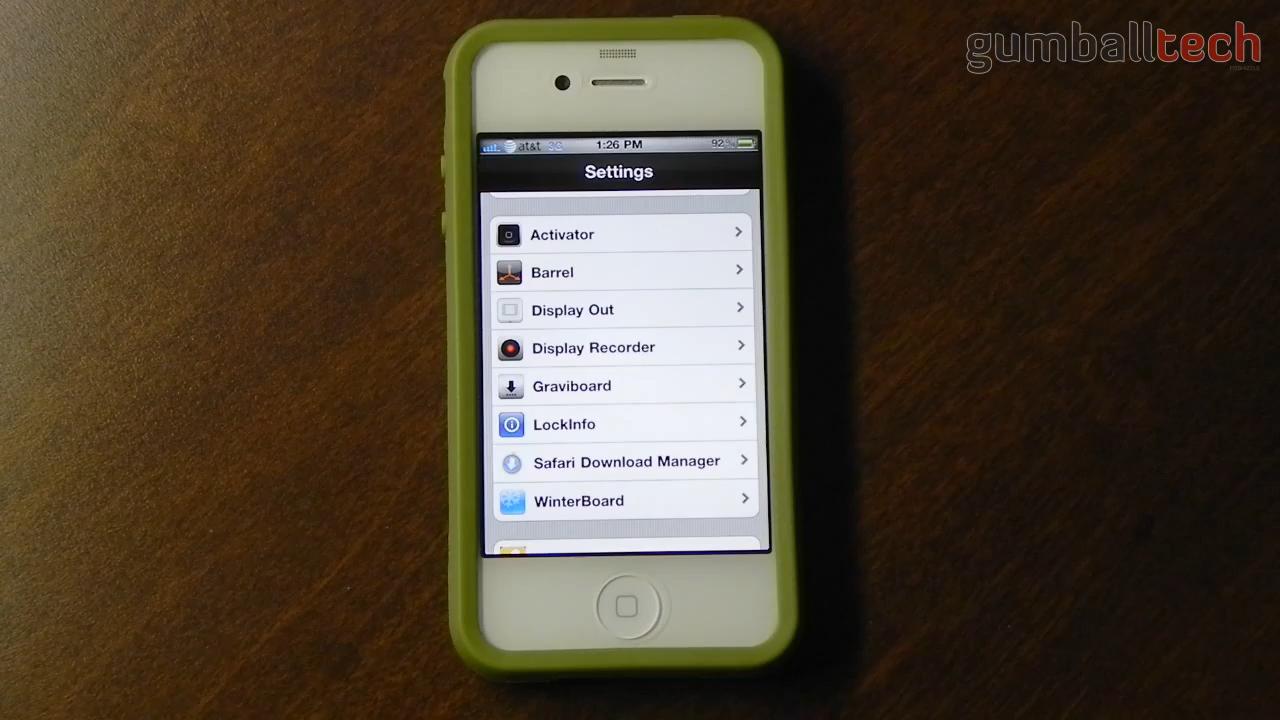 gumballtech
at&t 3G 1:26 PM 92%
Settings
Activator
Barrel
Display Out
Display Recorder
Graviboard
LockInfo
Safari Download Manager
WinterBoard